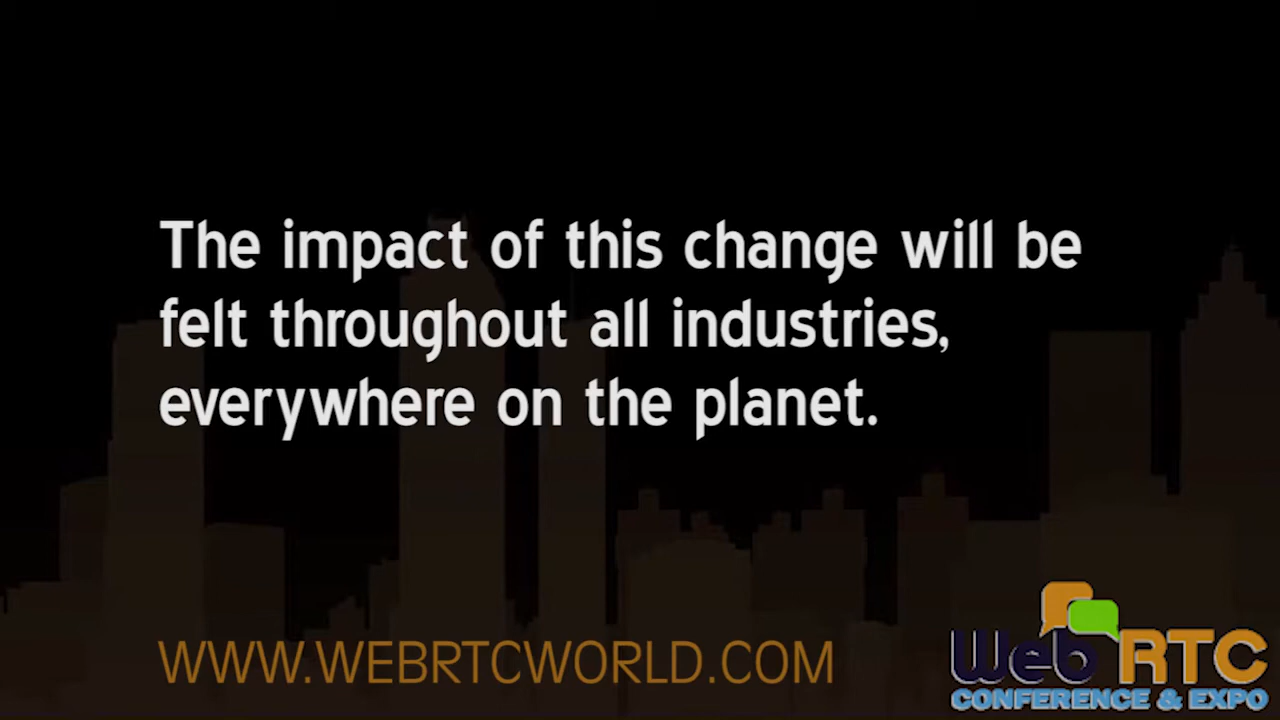 The impact of this change will be
felt throughout all industries,
everywhere on the planet.
WWW.WEBRTCWORLD.COM
Web RTC
CONFERENCE & EXPO